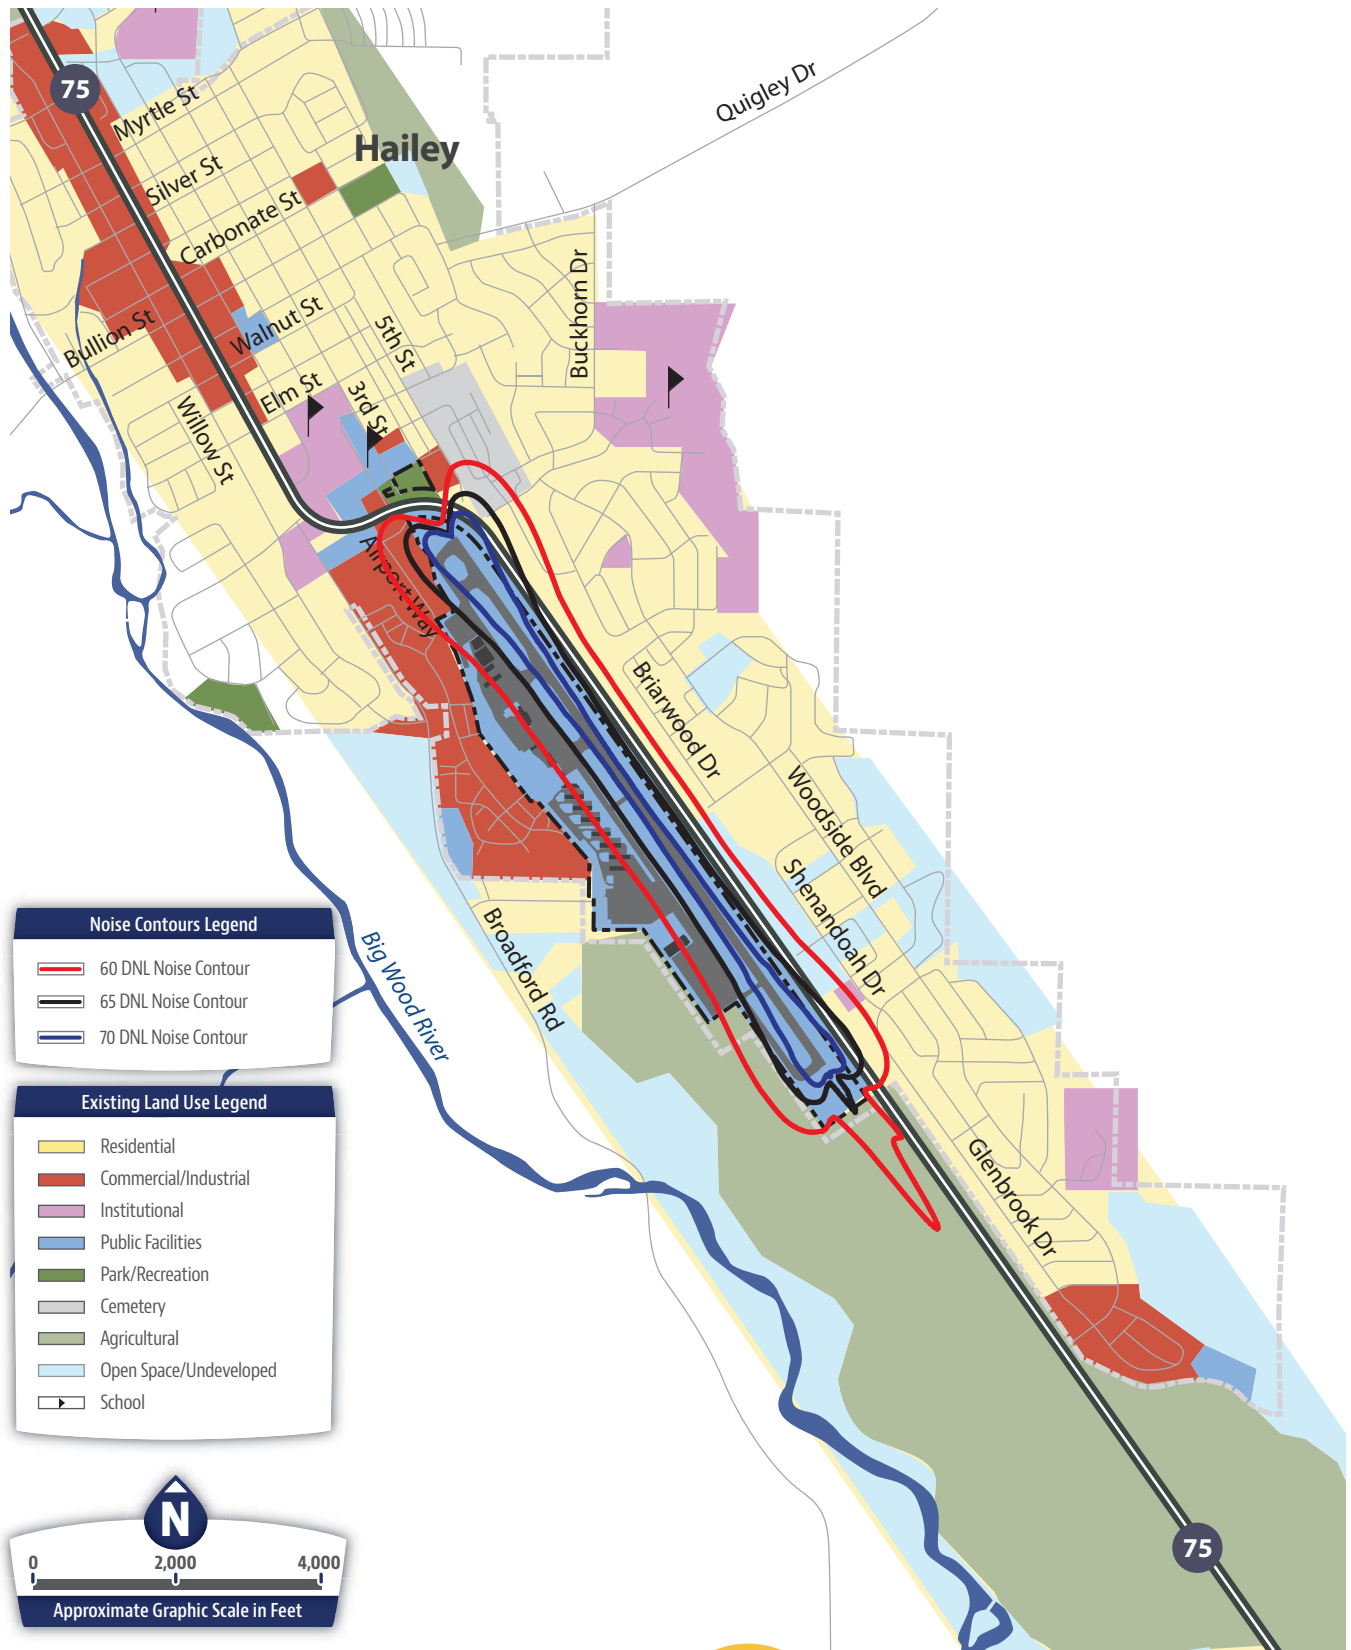 75
Myrtle St
Quigley Dr
Hailey
Silver St
Carbonate St
Buckhorn Dr
Walnut St
Bullion St
5th St
Elm St
3rd St
Willow St
Airport Way
Briarwood Dr
Woodside Blvd
Shenandoah Dr
Broadford Rd
Big Wood River
Glenbrook Dr
75
Noise Contours Legend
60 DNL Noise Contour
65 DNL Noise Contour
70 DNL Noise Contour
Existing Land Use Legend
Residential
Commercial/Industrial
Institutional
Public Facilities
Park/Recreation
Cemetery
Agricultural
Open Space/Undeveloped
School
N
0 2,000 4,000
Approximate Graphic Scale in Feet